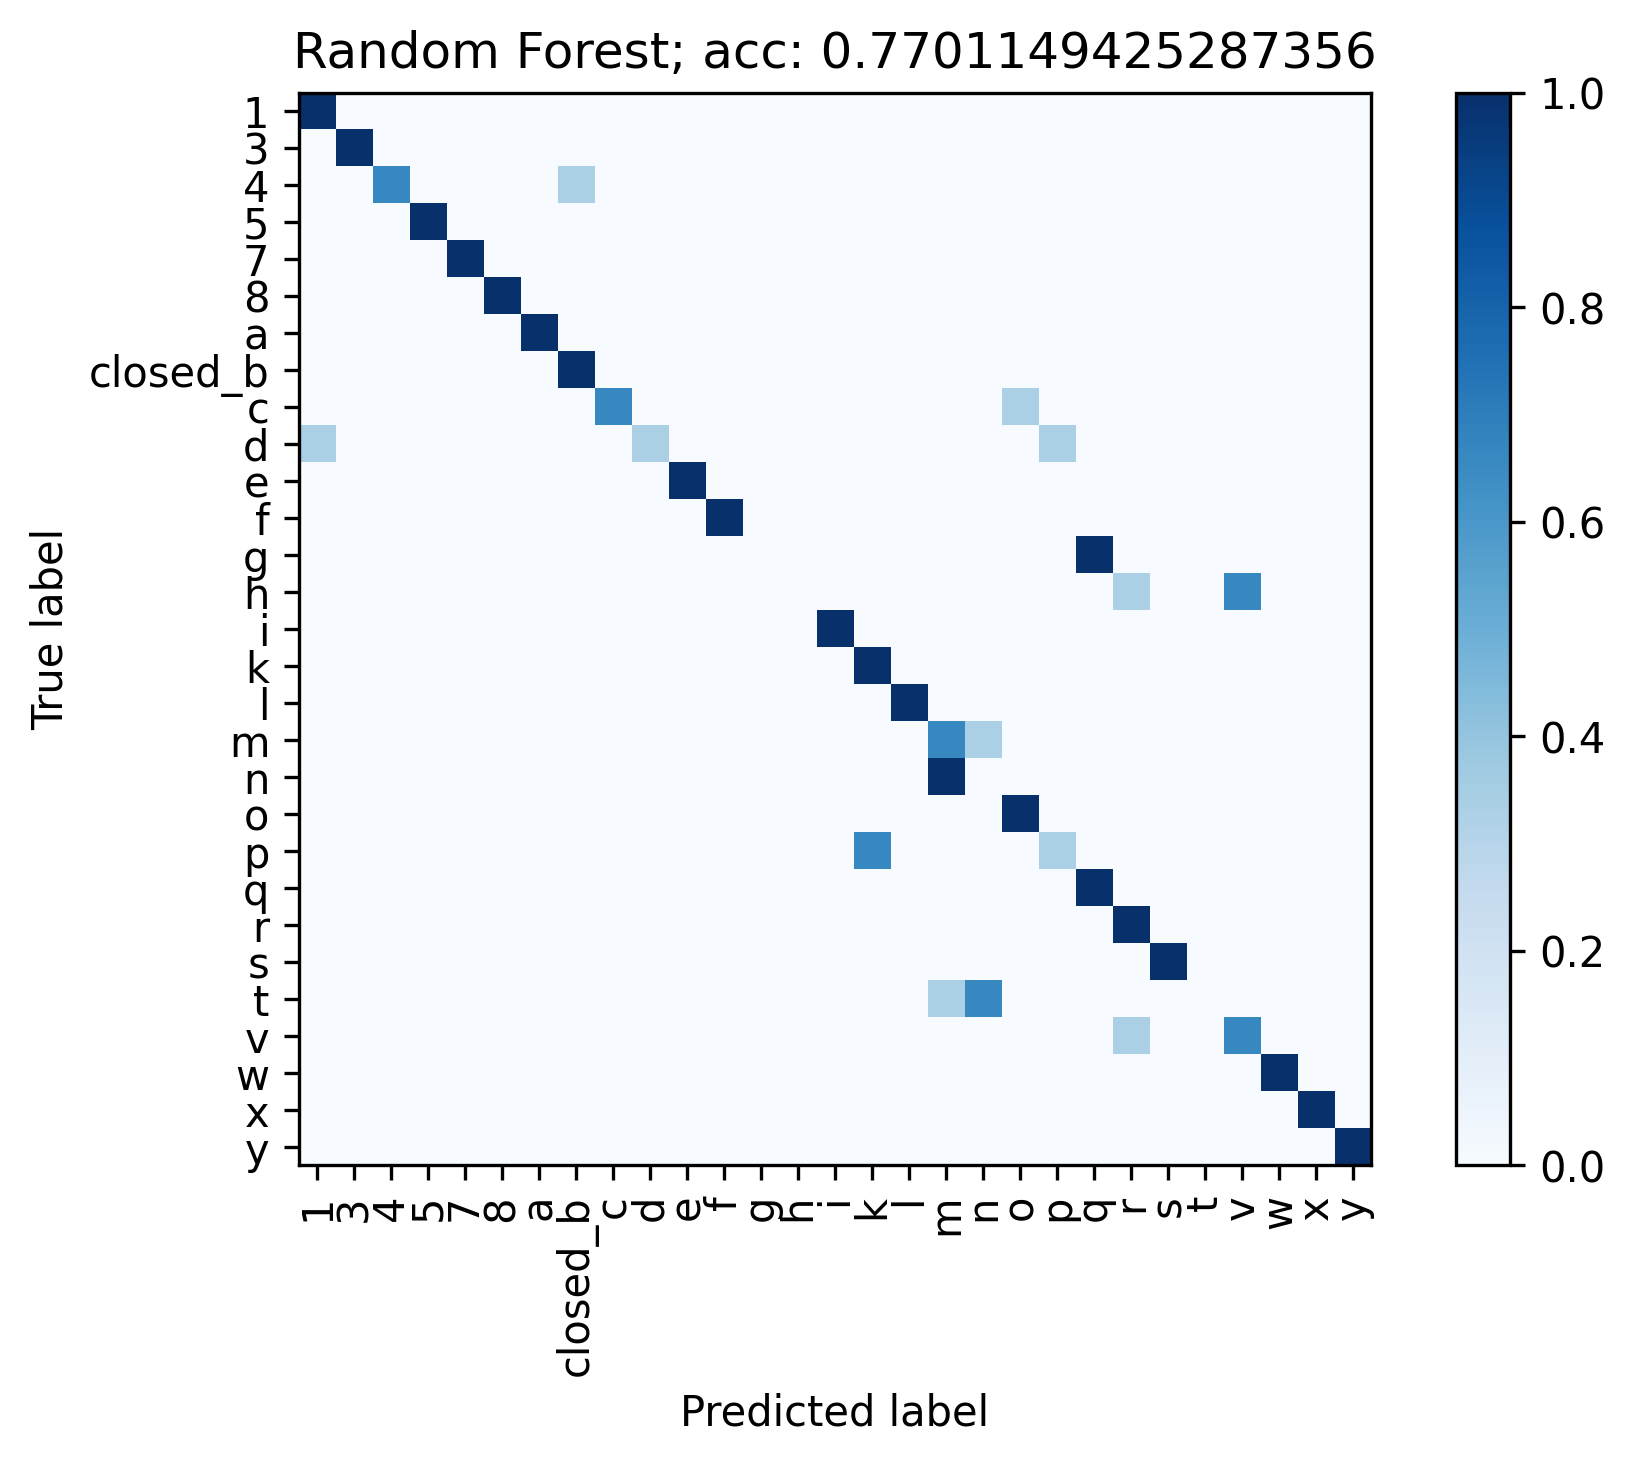 Random Forest; acc: 0.7701149425287356
1
3
4
5
7
8
a
closed_b
c
d
e
f
g
h
i
k
l
m
n
o
p
q
r
s
t
v
w
x
y
True label
1 3 4 5 7 8 a closed_b c d e f g h i k l m n o p q r s t v w x y
Predicted label
1.0
0.8
0.6
0.4
0.2
0.0